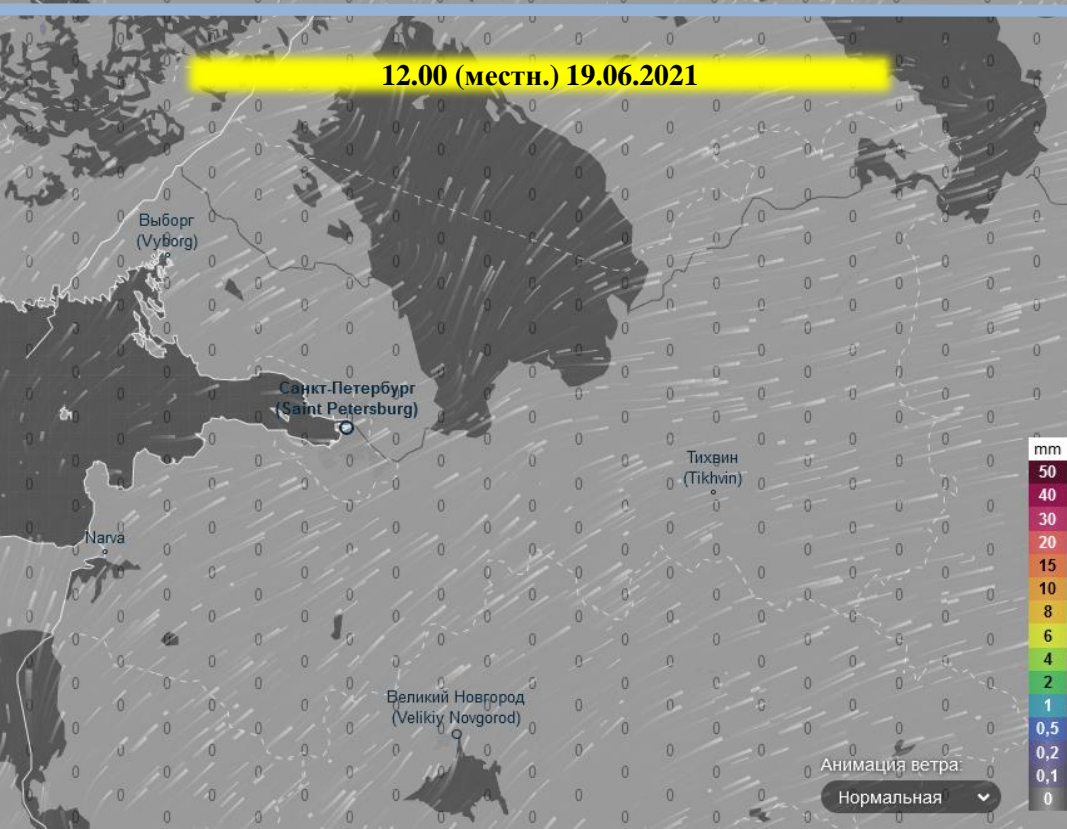 12.00 (местн.) 19.06.2021
Выборг
(Vyborg)
Санкт-Петербург
(Saint Petersburg)
Тихвин
(Tikhvin)
Narva
Великий Новгород
(Velikiy Novgorod)
mm
50
40
30
20
15
10
8
6
4
2
1
0,5
0,2
0,1
0
Анимация ветра:
Нормальная